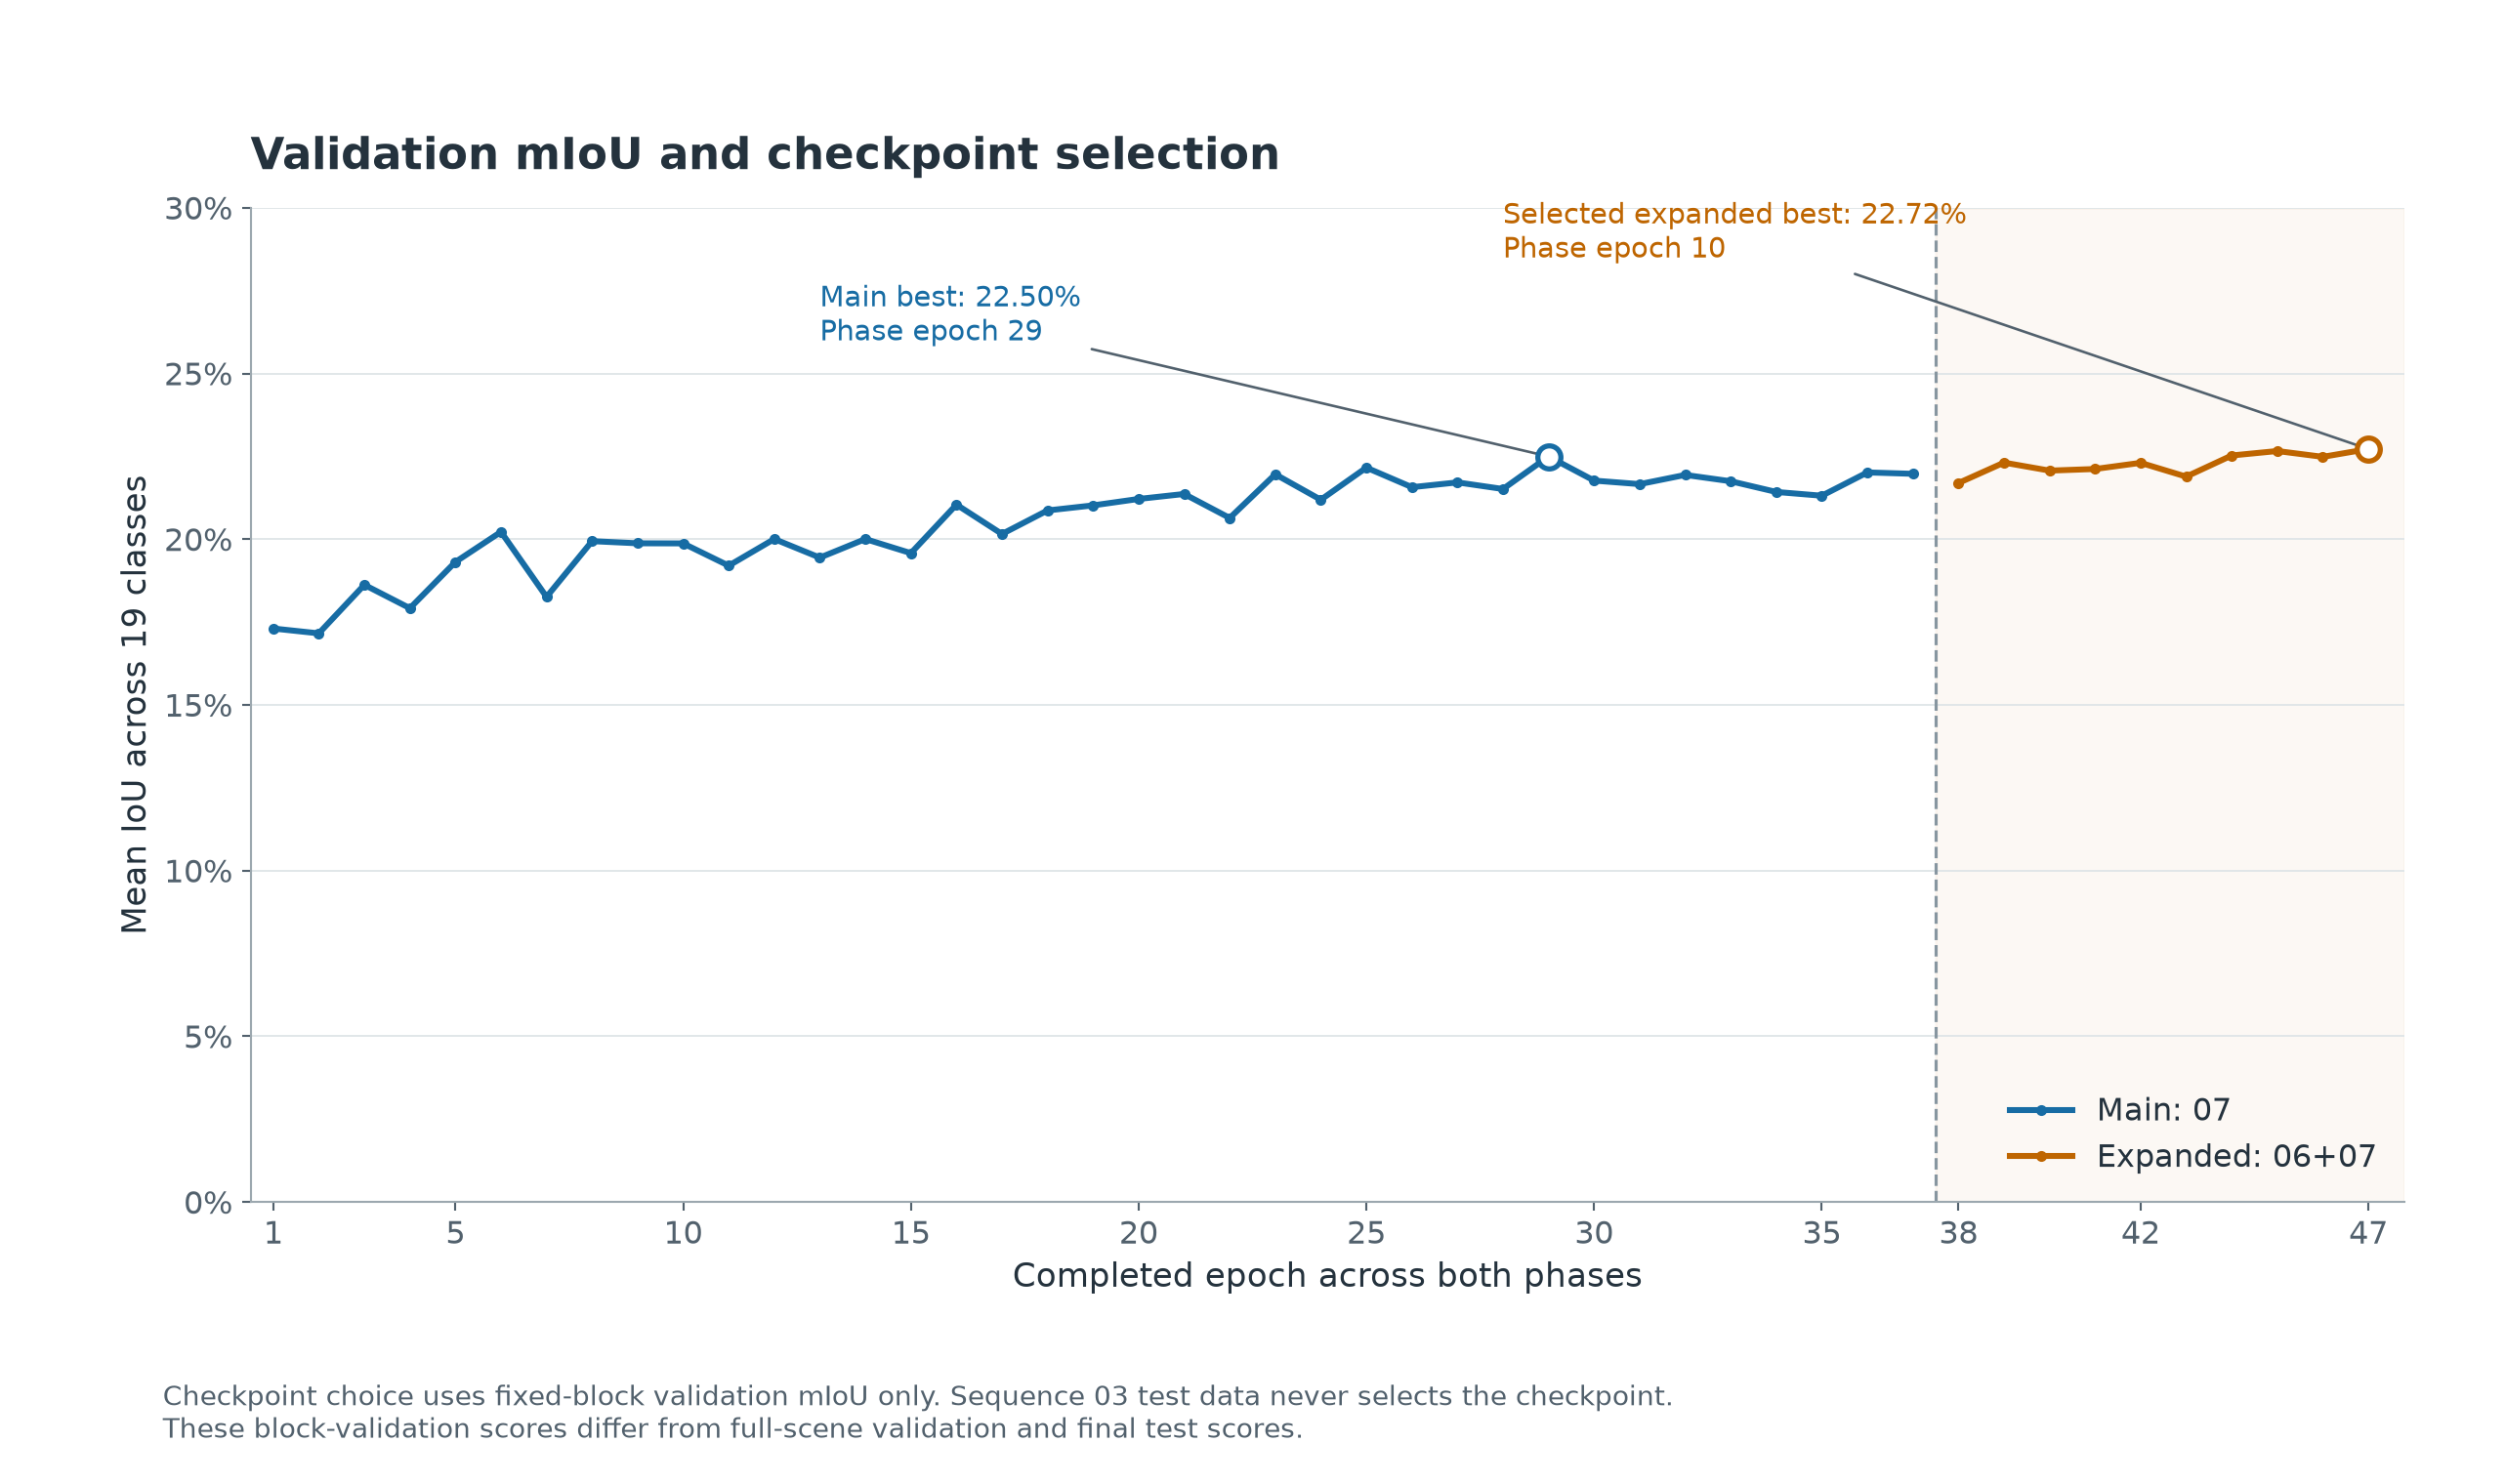 Validation mIoU and checkpoint selection
30%
25%
20%
15%
10%
5%
0%
Mean IoU across 19 classes
Selected expanded best: 22.72%
Phase epoch 10
Main best: 22.50%
Phase epoch 29
Main: 07
Expanded: 06+07
1 5 10 15 20 25 30 35 38 42 47
Completed epoch across both phases
Checkpoint choice uses fixed-block validation mIoU only. Sequence 03 test data never selects the checkpoint.
These block-validation scores differ from full-scene validation and final test scores.